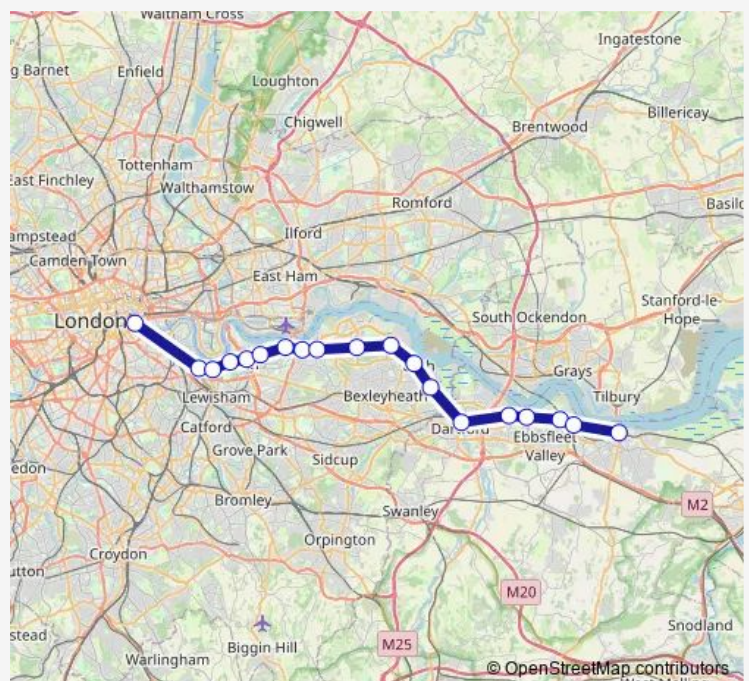 Waltham Cross
Ingatestone
g Barnet
Enfield
Loughton
Billericay
Chigwell
Brentwood
Tottenham
East Finchley
Walthamstow
Romford
Basild
Ilford
ampstead
Camden Town
East Ham
Stanford-le-
Hope
South Ockendon
London
Grays
Tilbury
Lewisham
Bexleyheath
Catford
Ebbsfleet
Valley
Grove Park
Sidcup
edon
Bromley
Swanley
M2
Orpington
Croydon
utton
M20
Snodland
stead
Biggin Hill
M25
Warlingham
© OpenStreetMap contributors